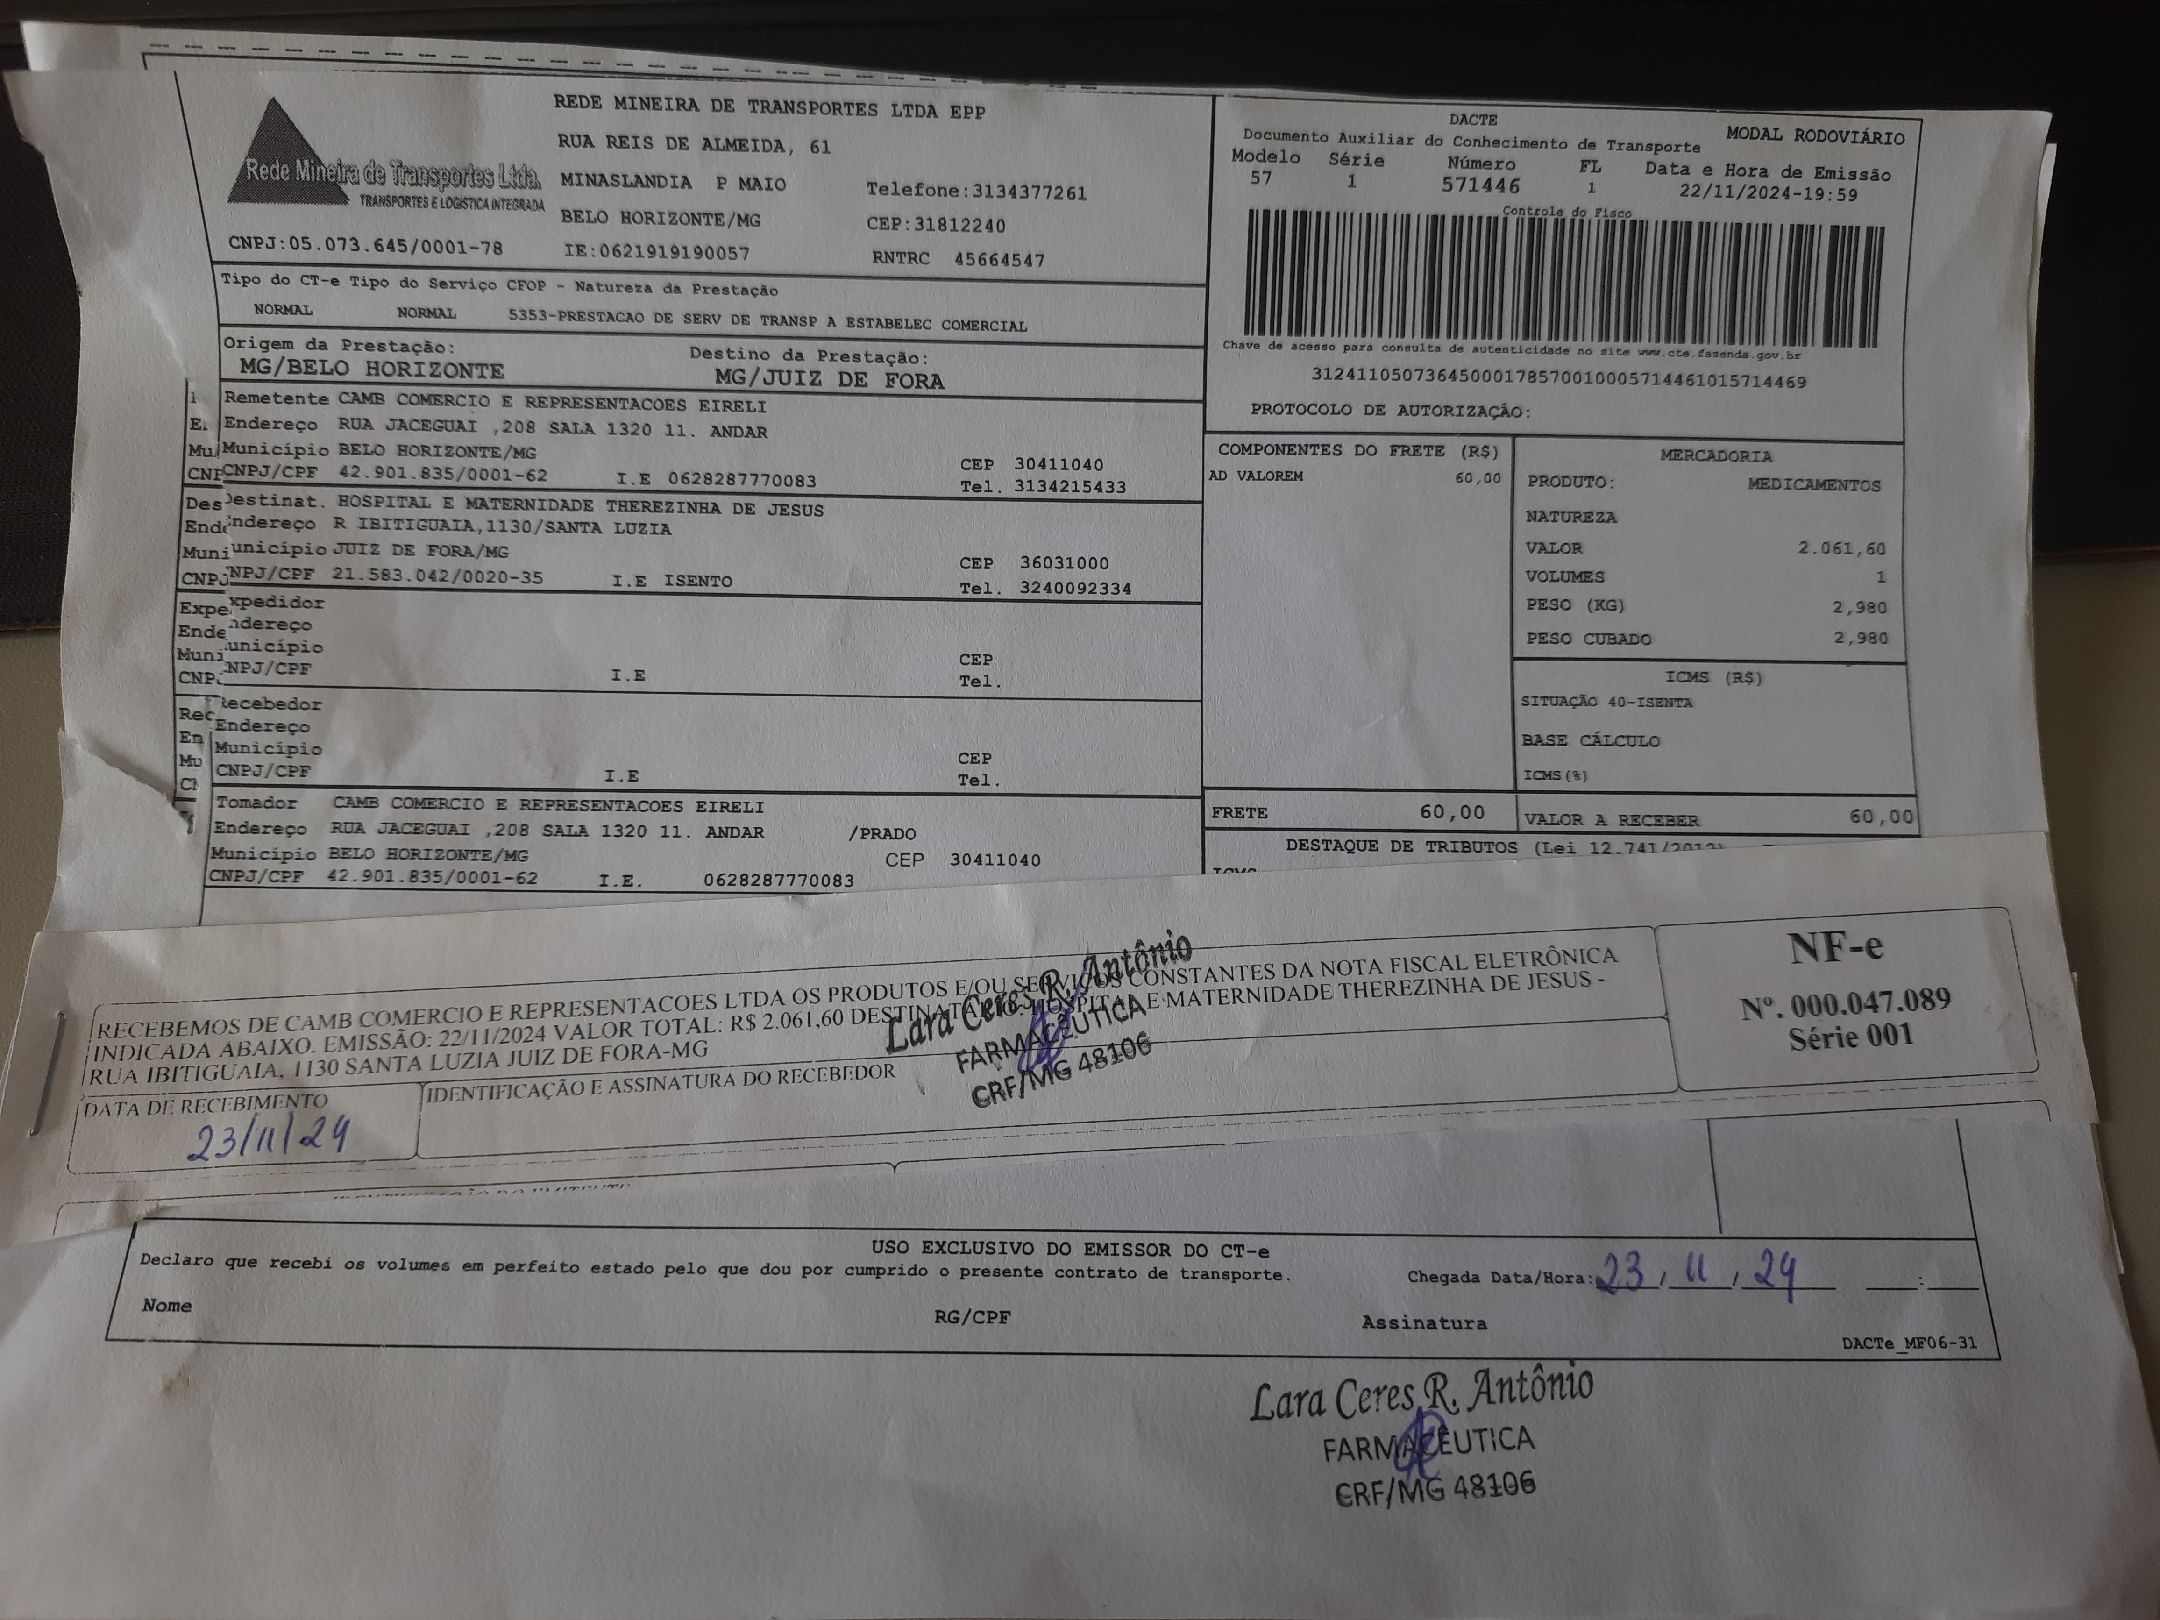 Rede Mineira de Transportes Ltda.
TRANSPORTES E LOGÍSTICA INTEGRADA
CNPJ:05.073.645/0001-78
REDE MINEIRA DE TRANSPORTES LTDA EPP
RUA REIS DE ALMEIDA, 61
MINASLANDIA P MAIO Telefone:3134377261
BELO HORIZONTE/MG CEP:31812240
IE:0621919190057 RNTRC 45664547
DACTE
Documento Auxiliar do Conhecimento de Transporte MODAL RODOVIÁRIO
Modelo Série Número FL Data e Hora de Emissão
57 1 571446 1 22/11/2024-19:59
Controle do Fisco
Chave de acesso para consulta de autenticidade no site www.cte.fazenda.gov.br
31241105073645000178570010005714461015714469
PROTOCOLO DE AUTORIZAÇÃO:
Tipo do CT-e Tipo do Serviço CFOP - Natureza da Prestação
NORMAL NORMAL 5353-PRESTACAO DE SERV DE TRANSP A ESTABELEC COMERCIAL
Origem da Prestação: Destino da Prestação:
MG/BELO HORIZONTE MG/JUIZ DE FORA
Remetente CAMB COMERCIO E REPRESENTACOES EIRELI
Endereço RUA JACEGUAI ,208 SALA 1320 11. ANDAR
Município BELO HORIZONTE/MG CEP 30411040
CNPJ/CPF 42.901.835/0001-62 I.E 0628287770083 Tel. 3134215433
Destinat. HOSPITAL E MATERNIDADE THEREZINHA DE JESUS
Endereço R IBITIGUAIA,1130/SANTA LUZIA
Município JUIZ DE FORA/MG CEP 36031000
CNPJ/CPF 21.583.042/0020-35 I.E ISENTO Tel. 3240092334
Expedidor
Endereço
Município CEP
CNPJ/CPF I.E Tel.
Recebedor
Endereço
Município CEP
CNPJ/CPF I.E Tel.
Tomador CAMB COMERCIO E REPRESENTACOES EIRELI
Endereço RUA JACEGUAI ,208 SALA 1320 11. ANDAR /PRADO
Município BELO HORIZONTE/MG CEP 30411040
CNPJ/CPF 42.901.835/0001-62 I.E. 0628287770083
COMPONENTES DO FRETE (R$)
AD VALOREM 60,00
MERCADORIA
PRODUTO: MEDICAMENTOS
NATUREZA
VALOR 2.061,60
VOLUMES 1
PESO (KG) 2,980
PESO CUBADO 2,980
ICMS (R$)
SITUAÇÃO 40-ISENTA
BASE CÁLCULO
ICMS(%)
FRETE 60,00 VALOR A RECEBER 60,00
DESTAQUE DE TRIBUTOS (Lei 12.741/2012)
RECEBEMOS DE CAMB COMERCIO E REPRESENTACOES LTDA OS PRODUTOS E/OU SERVIÇOS CONSTANTES DA NOTA FISCAL ELETRÔNICA
INDICADA ABAIXO. EMISSÃO: 22/11/2024 VALOR TOTAL: R$ 2.061,60 DESTINATÁRIO: HOSPITAL E MATERNIDADE THEREZINHA DE JESUS -
RUA IBITIGUAIA, 1130 SANTA LUZIA JUIZ DE FORA-MG
DATA DE RECEBIMENTO IDENTIFICAÇÃO E ASSINATURA DO RECEBEDOR
23/11/24
Lara Ceres R. Antônio
FARMACÊUTICA
CRF/MG 48106
NF-e
Nº. 000.047.089
Série 001
USO EXCLUSIVO DO EMISSOR DO CT-e
Declaro que recebi os volumes em perfeito estado pelo que dou por cumprido o presente contrato de transporte.
Chegada Data/Hora: 23 / 11 / 24 :
Nome RG/CPF Assinatura
DACTe_MF06-31
Lara Ceres R. Antônio
FARMACÊUTICA
CRF/MG 48106